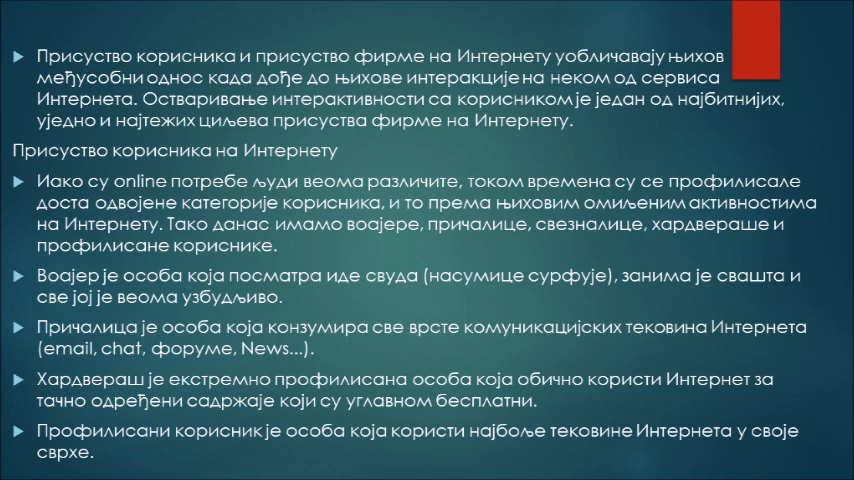 Присуство корисника и присуство фирме на Интернету уобличавају њихов
међусобни однос када дође до њихове интеракције на неком од сервиса
Интернета. Остваривање интерактивности са корисником је један од најбитнијих,
уједно и најтежих циљева присуства фирме на Интернету.
Присуство корисника на Интернету
Иако су online потребе људи веома различите, током времена су се профилисале
доста одвојене категорије корисника, и то према њиховим омиљеним активностима
на Интернету. Тако данас имамо воајере, причалице, свезналице, хардвераше и
профилисане кориснике.
Воајер је особа која посматра иде свуда (насумице сурфује), занима је свашта и
све јој је веома узбудљиво.
Причалица је особа која конзумира све врсте комуникацијских тековина Интернета
(email, chat, форуме, News...).
Хардвераш је екстремно профилисана особа која обично користи Интернет за
тачно одређени садржаје који су углавном бесплатни.
Профилисани корисник је особа која користи најбоље тековине Интернета у своје
сврхе.